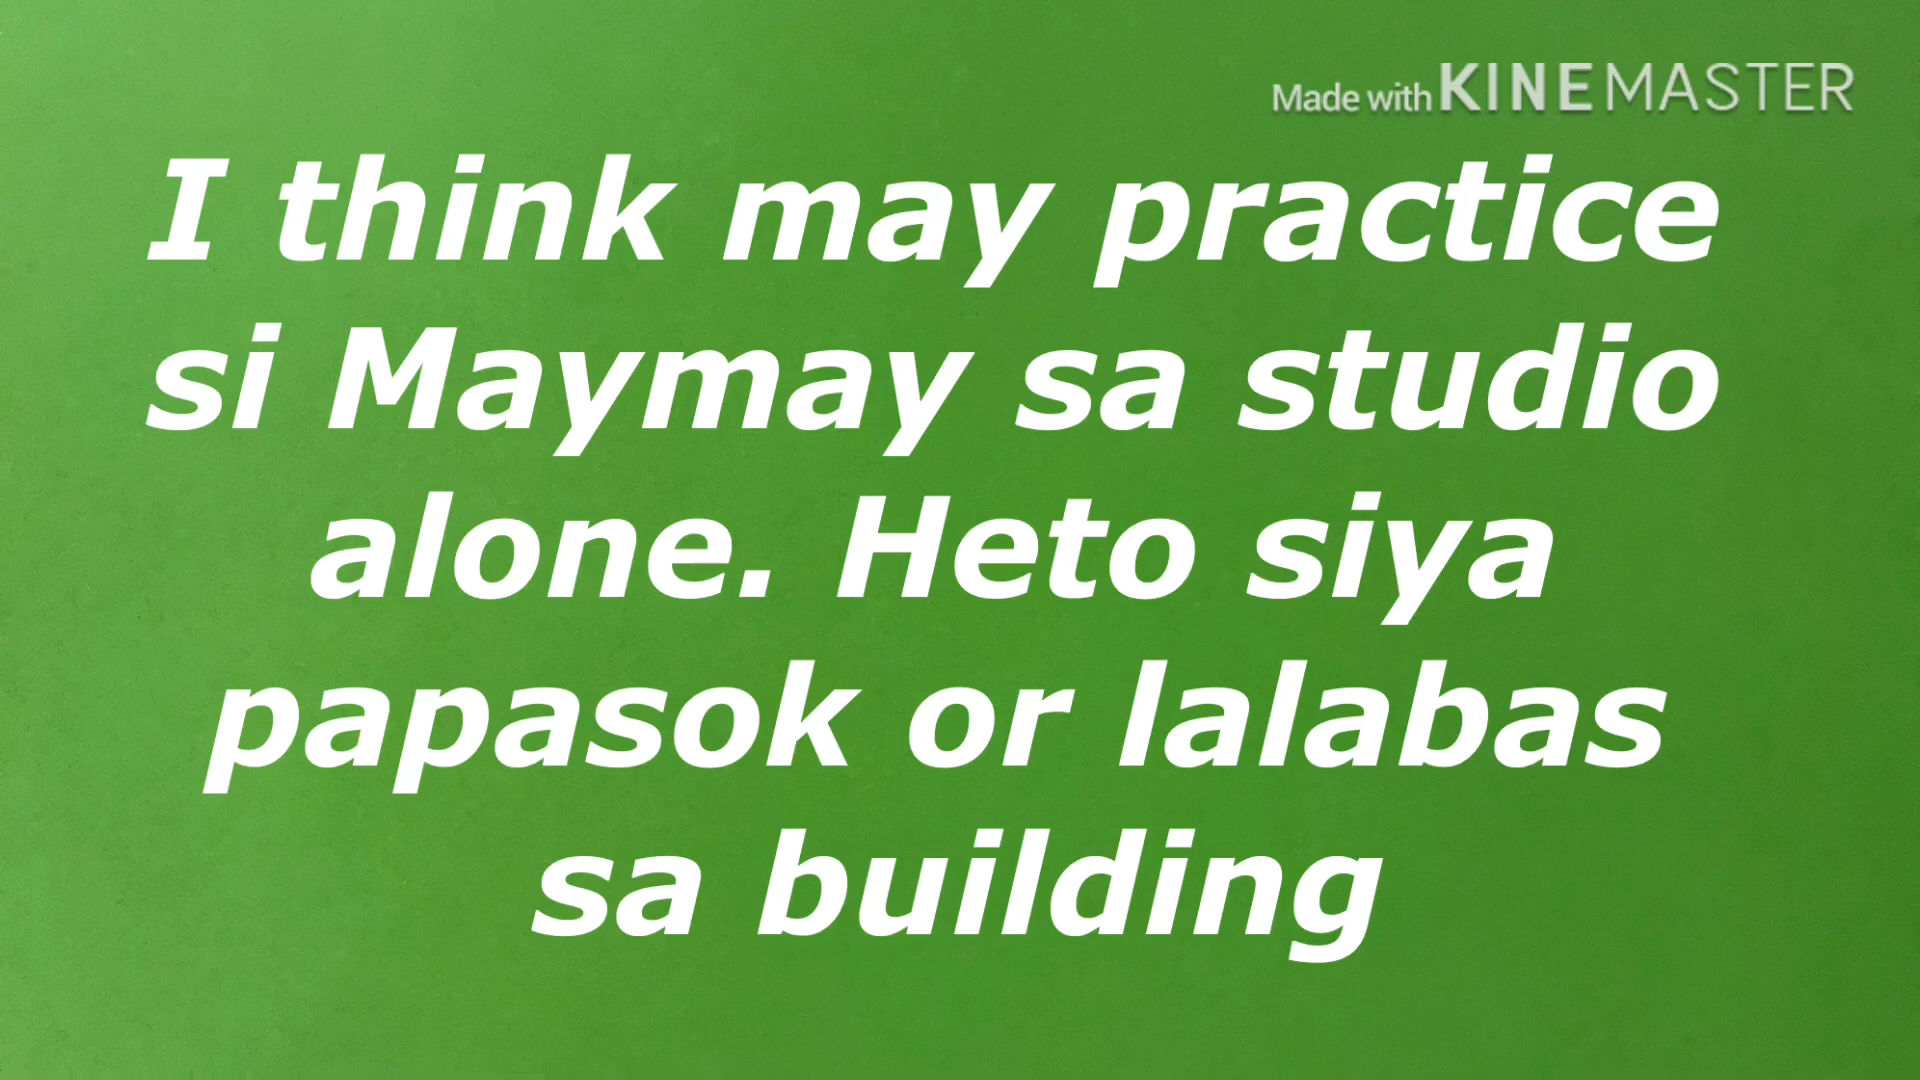 Made with KINEMASTER
I think may practice
si Maymay sa studio
alone. Heto siya
papasok or lalabas
sa building